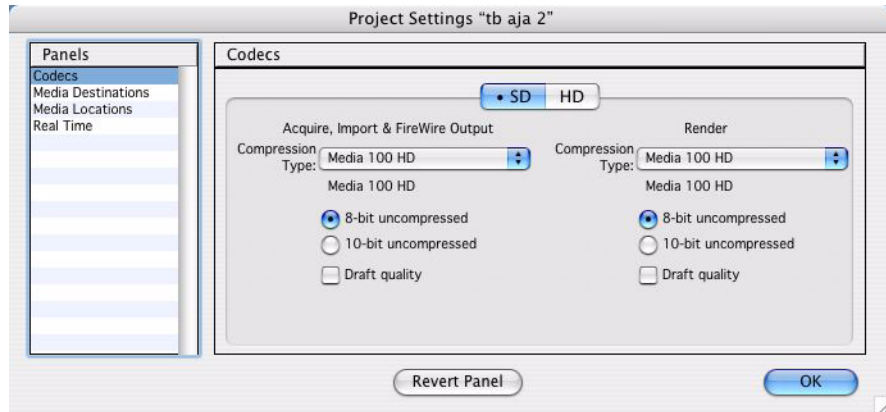 Project Settings “tb aja 2”
Panels
Codecs
Media Destinations
Media Locations
Real Time
Codecs
• SD HD
Acquire, Import & FireWire Output
Compression Type: Media 100 HD
Media 100 HD
8-bit uncompressed
10-bit uncompressed
Draft quality
Render
Compression Type: Media 100 HD
Media 100 HD
8-bit uncompressed
10-bit uncompressed
Draft quality
Revert Panel
OK